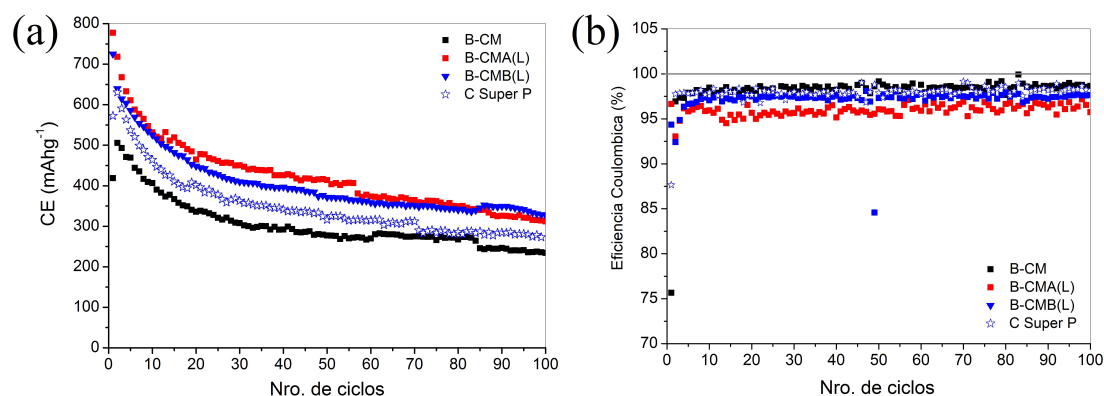 (a)
CE (mAhg⁻¹)
800
700
600
500
400
300
200
100
0
B-CM
B-CMA(L)
B-CMB(L)
C Super P
0 10 20 30 40 50 60 70 80 90 100
Nro. de ciclos
(b)
Eficiencia Coulombica (%)
105
100
95
90
85
80
75
70
B-CM
B-CMA(L)
B-CMB(L)
C Super P
0 10 20 30 40 50 60 70 80 90 100
Nro. de ciclos